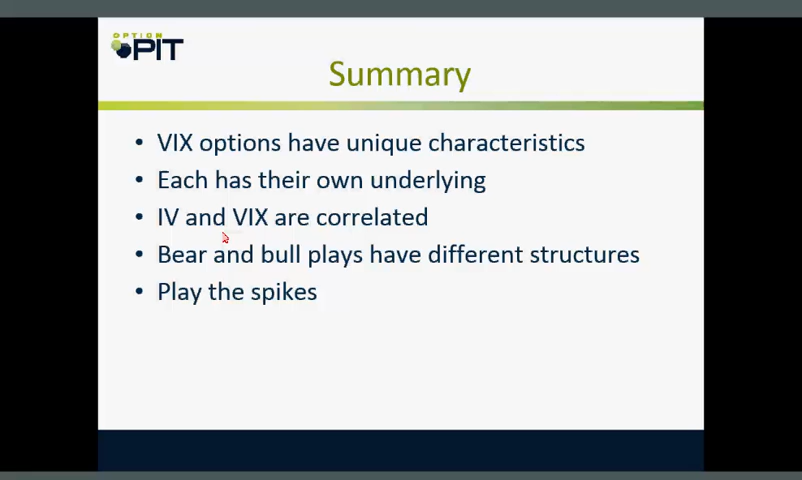 OPTION
PIT
Summary
• VIX options have unique characteristics
• Each has their own underlying
• IV and VIX are correlated
• Bear and bull plays have different structures
• Play the spikes